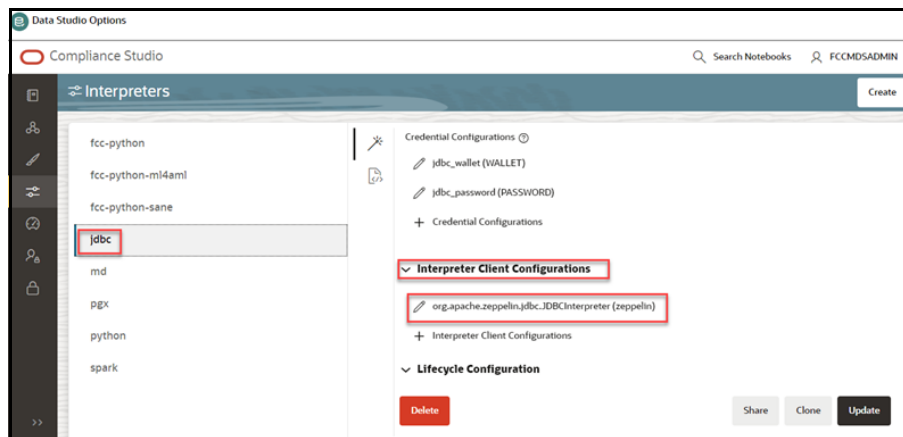 Data Studio Options
Compliance Studio
Search Notebooks
FCCMDSADMIN
Interpreters
Create
fcc-python
fcc-python-ml4aml
fcc-python-sane
jdbc
md
pgx
python
spark
Credential Configurations
jdbc_wallet (WALLET)
jdbc_password (PASSWORD)
+ Credential Configurations
Interpreter Client Configurations
org.apache.zeppelin.jdbc.JDBCInterpreter (zeppelin)
+ Interpreter Client Configurations
Lifecycle Configuration
Delete
Share
Clone
Update